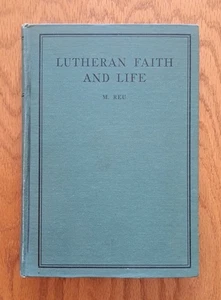 LUTHERAN FAITH
AND LIFE
M. REU